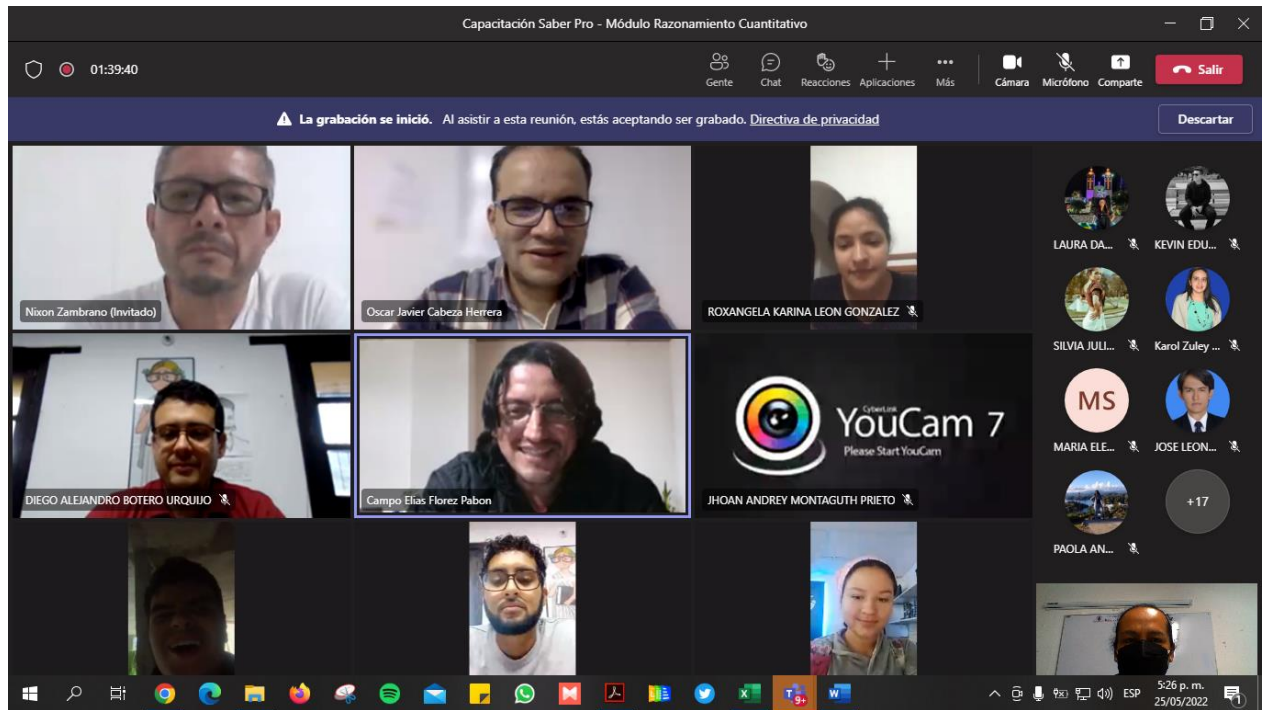 Capacitación Saber Pro - Módulo Razonamiento Cuantitativo
01:39:40
Gente
Chat
Reacciones
Aplicaciones
Más
Cámara
Micrófono
Comparte
Salir
La grabación se inició. Al asistir a esta reunión, estás aceptando ser grabado. Directiva de privacidad
Descartar
Nixon Zambrano (Invitado)
Oscar Javier Cabeza Herrera
ROXANGELA KARINA LEON GONZALEZ
LAURA DA...
KEVIN EDU...
SILVIA JULI...
Karol Zuley ...
DIEGO ALEJANDRO BOTERO URQUIJO
Campo Elias Florez Pabon
CyberLink
YouCam 7
Please Start YouCam
JHOAN ANDREY MONTAGUTH PRIETO
MS
MARIA ELE...
JOSE LEON...
+17
PAOLA AN...
9+
ESP
5:26 p. m.
25/05/2022
1